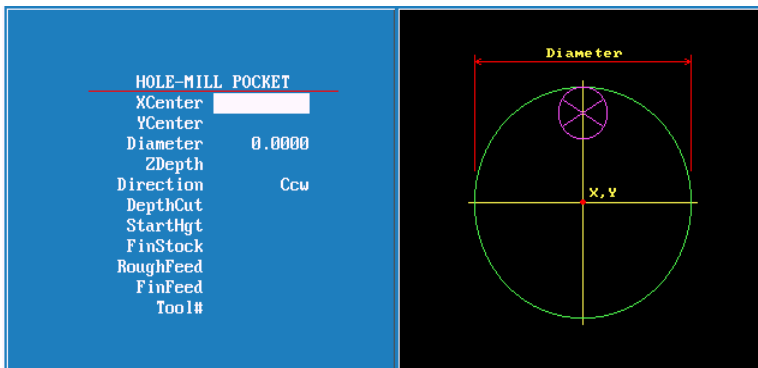 HOLE-MILL POCKET
XCenter
YCenter
Diameter 0.0000
ZDepth
Direction Ccw
DepthCut
StartHgt
FinStock
RoughFeed
FinFeed
Tool#
Diameter
X,Y